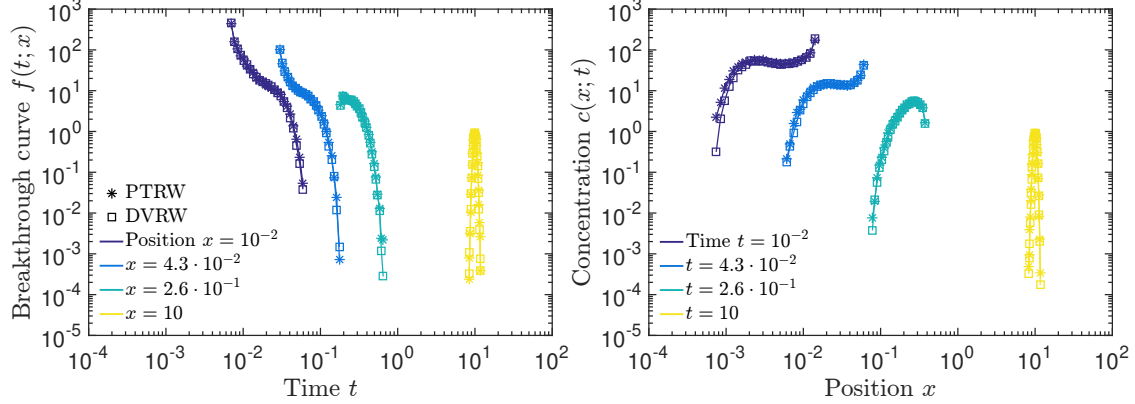 Breakthrough curve f(t; x)
10^3
10^2
10^1
10^0
10^-1
10^-2
10^-3
10^-4
10^-5
PTRW
DVRW
Position x = 10^-2
x = 4.3 · 10^-2
x = 2.6 · 10^-1
x = 10
10^-4 10^-3 10^-2 10^-1 10^0 10^1 10^2
Time t
Concentration c(x; t)
10^3
10^2
10^1
10^0
10^-1
10^-2
10^-3
10^-4
10^-5
Time t = 10^-2
t = 4.3 · 10^-2
t = 2.6 · 10^-1
t = 10
10^-4 10^-3 10^-2 10^-1 10^0 10^1 10^2
Position x